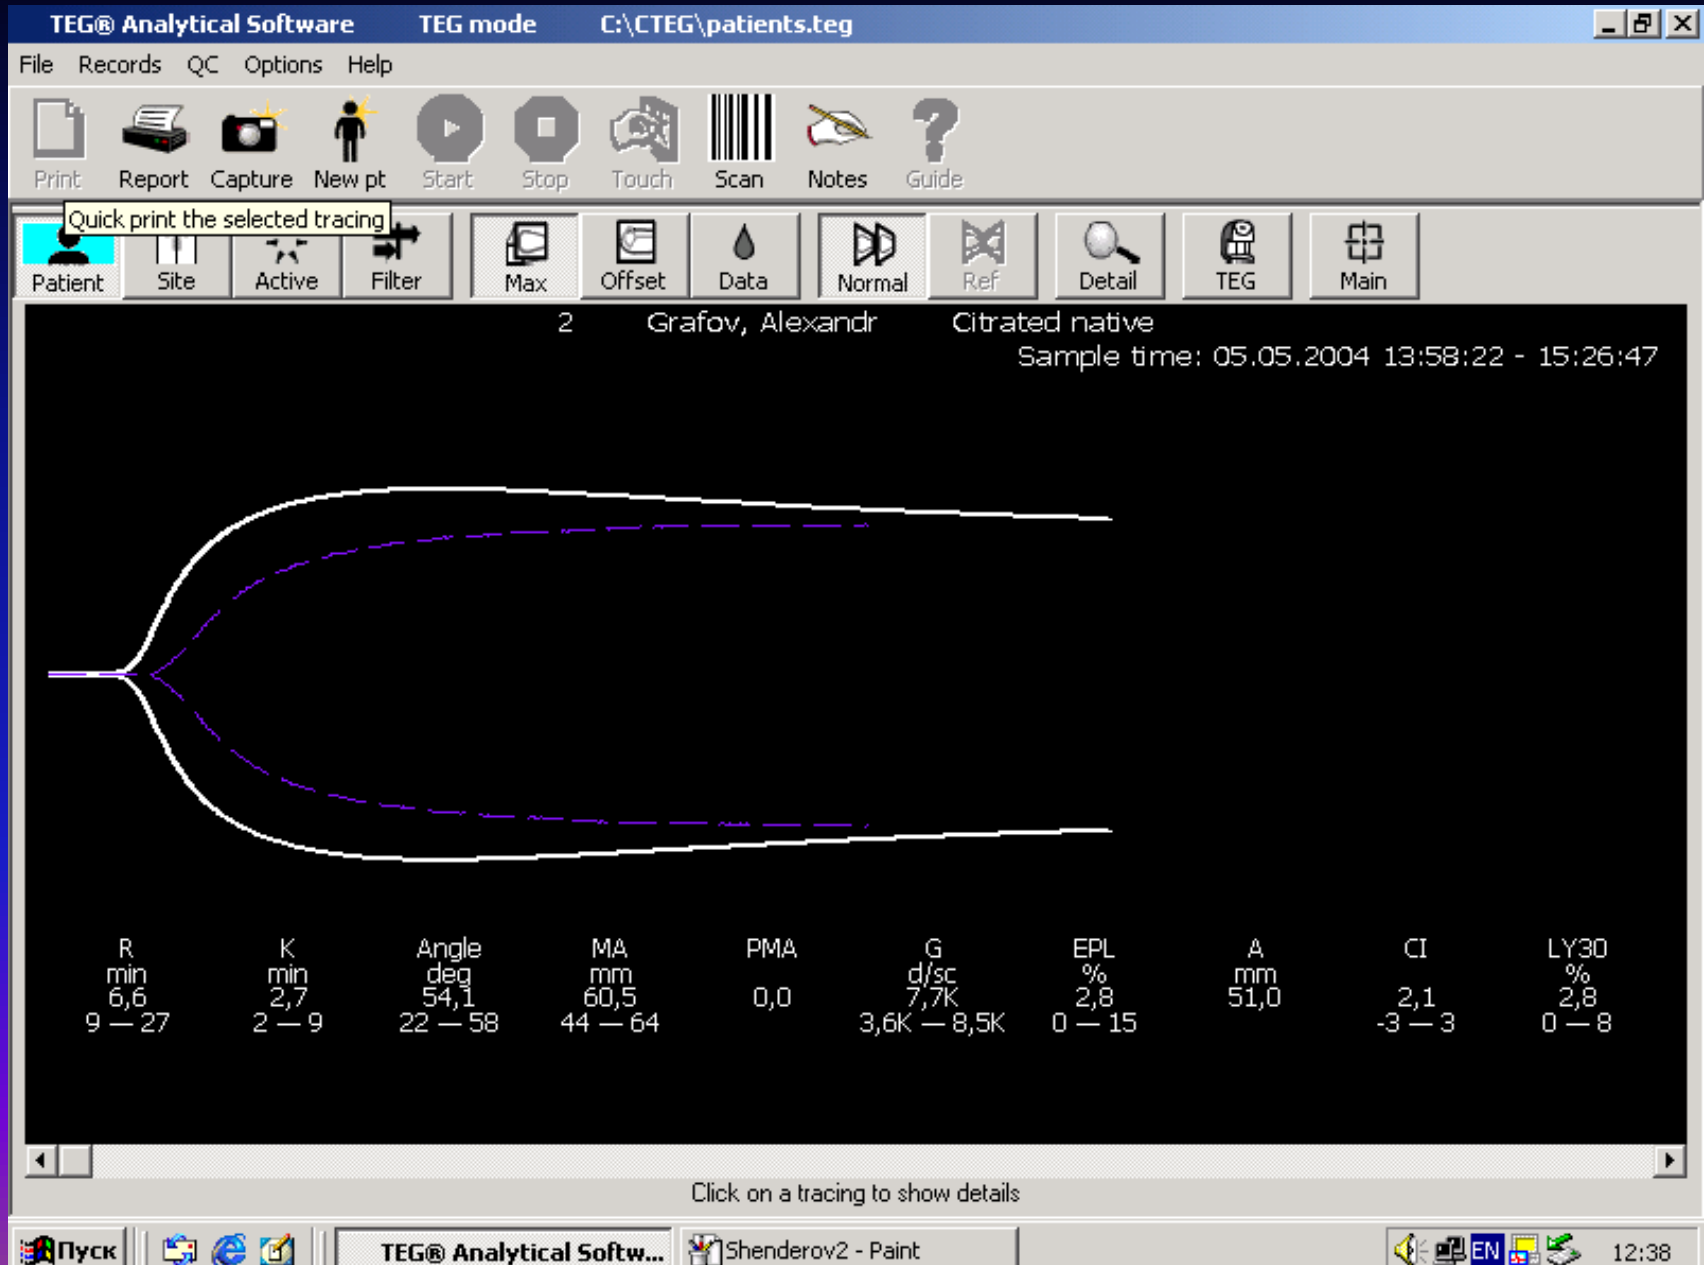 TEG® Analytical Software TEG mode C:\CTEG\patients.teg
File Records QC Options Help
Print Report Capture New pt Start Stop Touch Scan Notes Guide
Quick print the selected tracing
Patient Site Active Filter Max Offset Data Normal Ref Detail TEG Main
2 Grafov, Alexandr Citrated native
Sample time: 05.05.2004 13:58:22 - 15:26:47
R K Angle MA PMA G EPL A CI LY30
min min deg mm d/sc % mm %
6,6 2,7 54,1 60,5 0,0 7,7K 2,8 51,0 2,1 2,8
9 — 27 2 — 9 22 — 58 44 — 64 3,6K — 8,5K 0 — 15 -3 — 3 0 — 8
Click on a tracing to show details
Пуск TEG® Analytical Softw... Shenderov2 - Paint EN 12:38